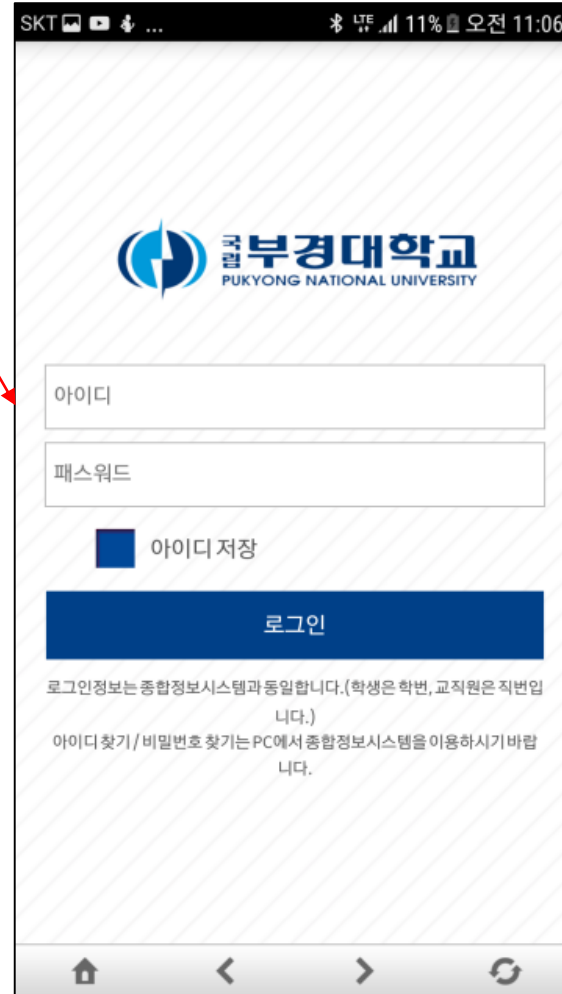 SKT ... LTE 11% 오전 11:06
국립 부경대학교
PUKYONG NATIONAL UNIVERSITY
아이디
패스워드
아이디 저장
로그인
로그인정보는 종합정보시스템과 동일합니다.(학생은 학번, 교직원은 직번입
니다.)
아이디 찾기 / 비밀번호 찾기는 PC에서 종합정보시스템을 이용하시기 바랍
니다.